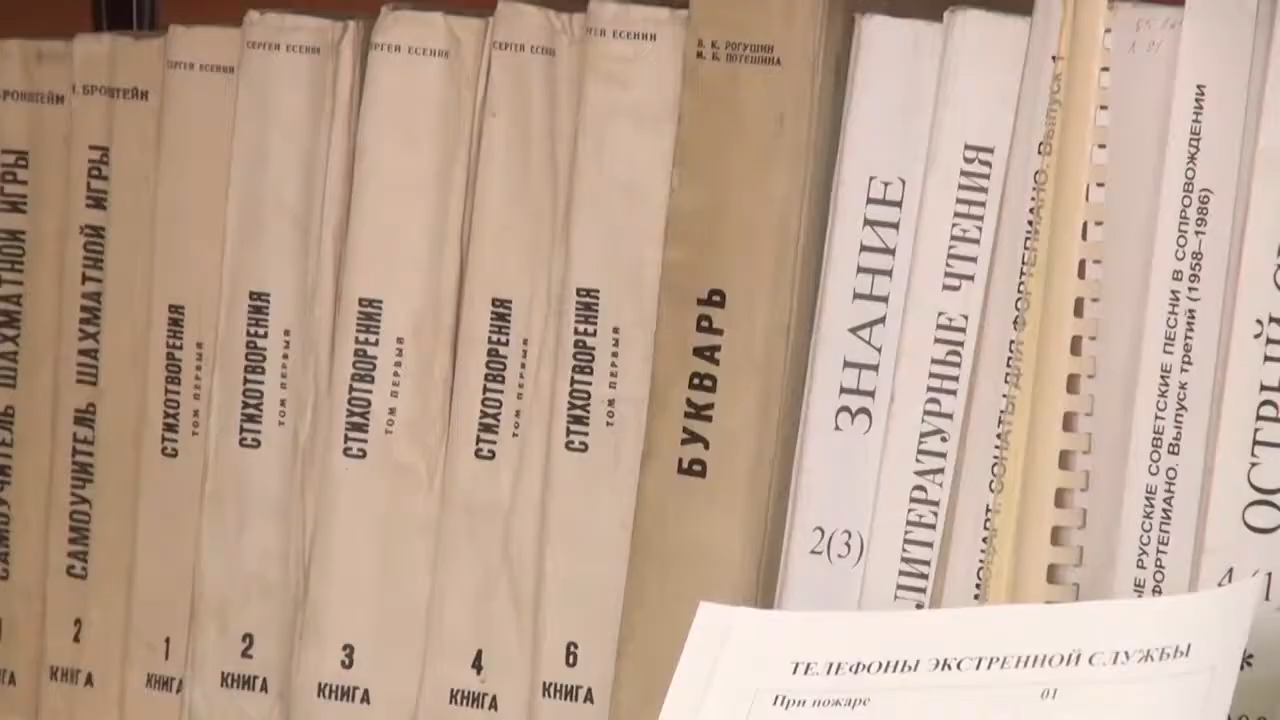 САМОУЧИТЕЛЬ ШАХМАТНОЙ ИГРЫ
БРОНШТЕЙН
САМОУЧИТЕЛЬ ШАХМАТНОЙ ИГРЫ
2
КНИГА
СЕРГЕЙ ЕСЕНИН
СТИХОТВОРЕНИЯ
ТОМ ПЕРВЫЙ
1
КНИГА
СЕРГЕЙ ЕСЕНИН
СТИХОТВОРЕНИЯ
ТОМ ПЕРВЫЙ
2
КНИГА
СЕРГЕЙ ЕСЕНИН
СТИХОТВОРЕНИЯ
ТОМ ПЕРВЫЙ
3
КНИГА
СЕРГЕЙ ЕСЕНИН
СТИХОТВОРЕНИЯ
ТОМ ПЕРВЫЙ
4
КНИГА
ЕСЕНИН
СТИХОТВОРЕНИЯ
ТОМ ПЕРВЫЙ
6
КНИГА
В. К. РОГУШИН
М. Б. ПОТЕШИНА
БУКВАРЬ
ЗНАНИЕ
2(3)
ЛИТЕРАТУРНЫЕ ЧТЕНИЯ
МОЦАРТ. СОНАТЫ ДЛЯ ФОРТЕПИАНО. Выпуск 1
РУССКИЕ СОВЕТСКИЕ ПЕСНИ В СОПРОВОЖДЕНИИ
ФОРТЕПИАНО. Выпуск третий (1958–1986)
ТЕЛЕФОНЫ ЭКСТРЕННОЙ СЛУЖБЫ
При пожаре 01